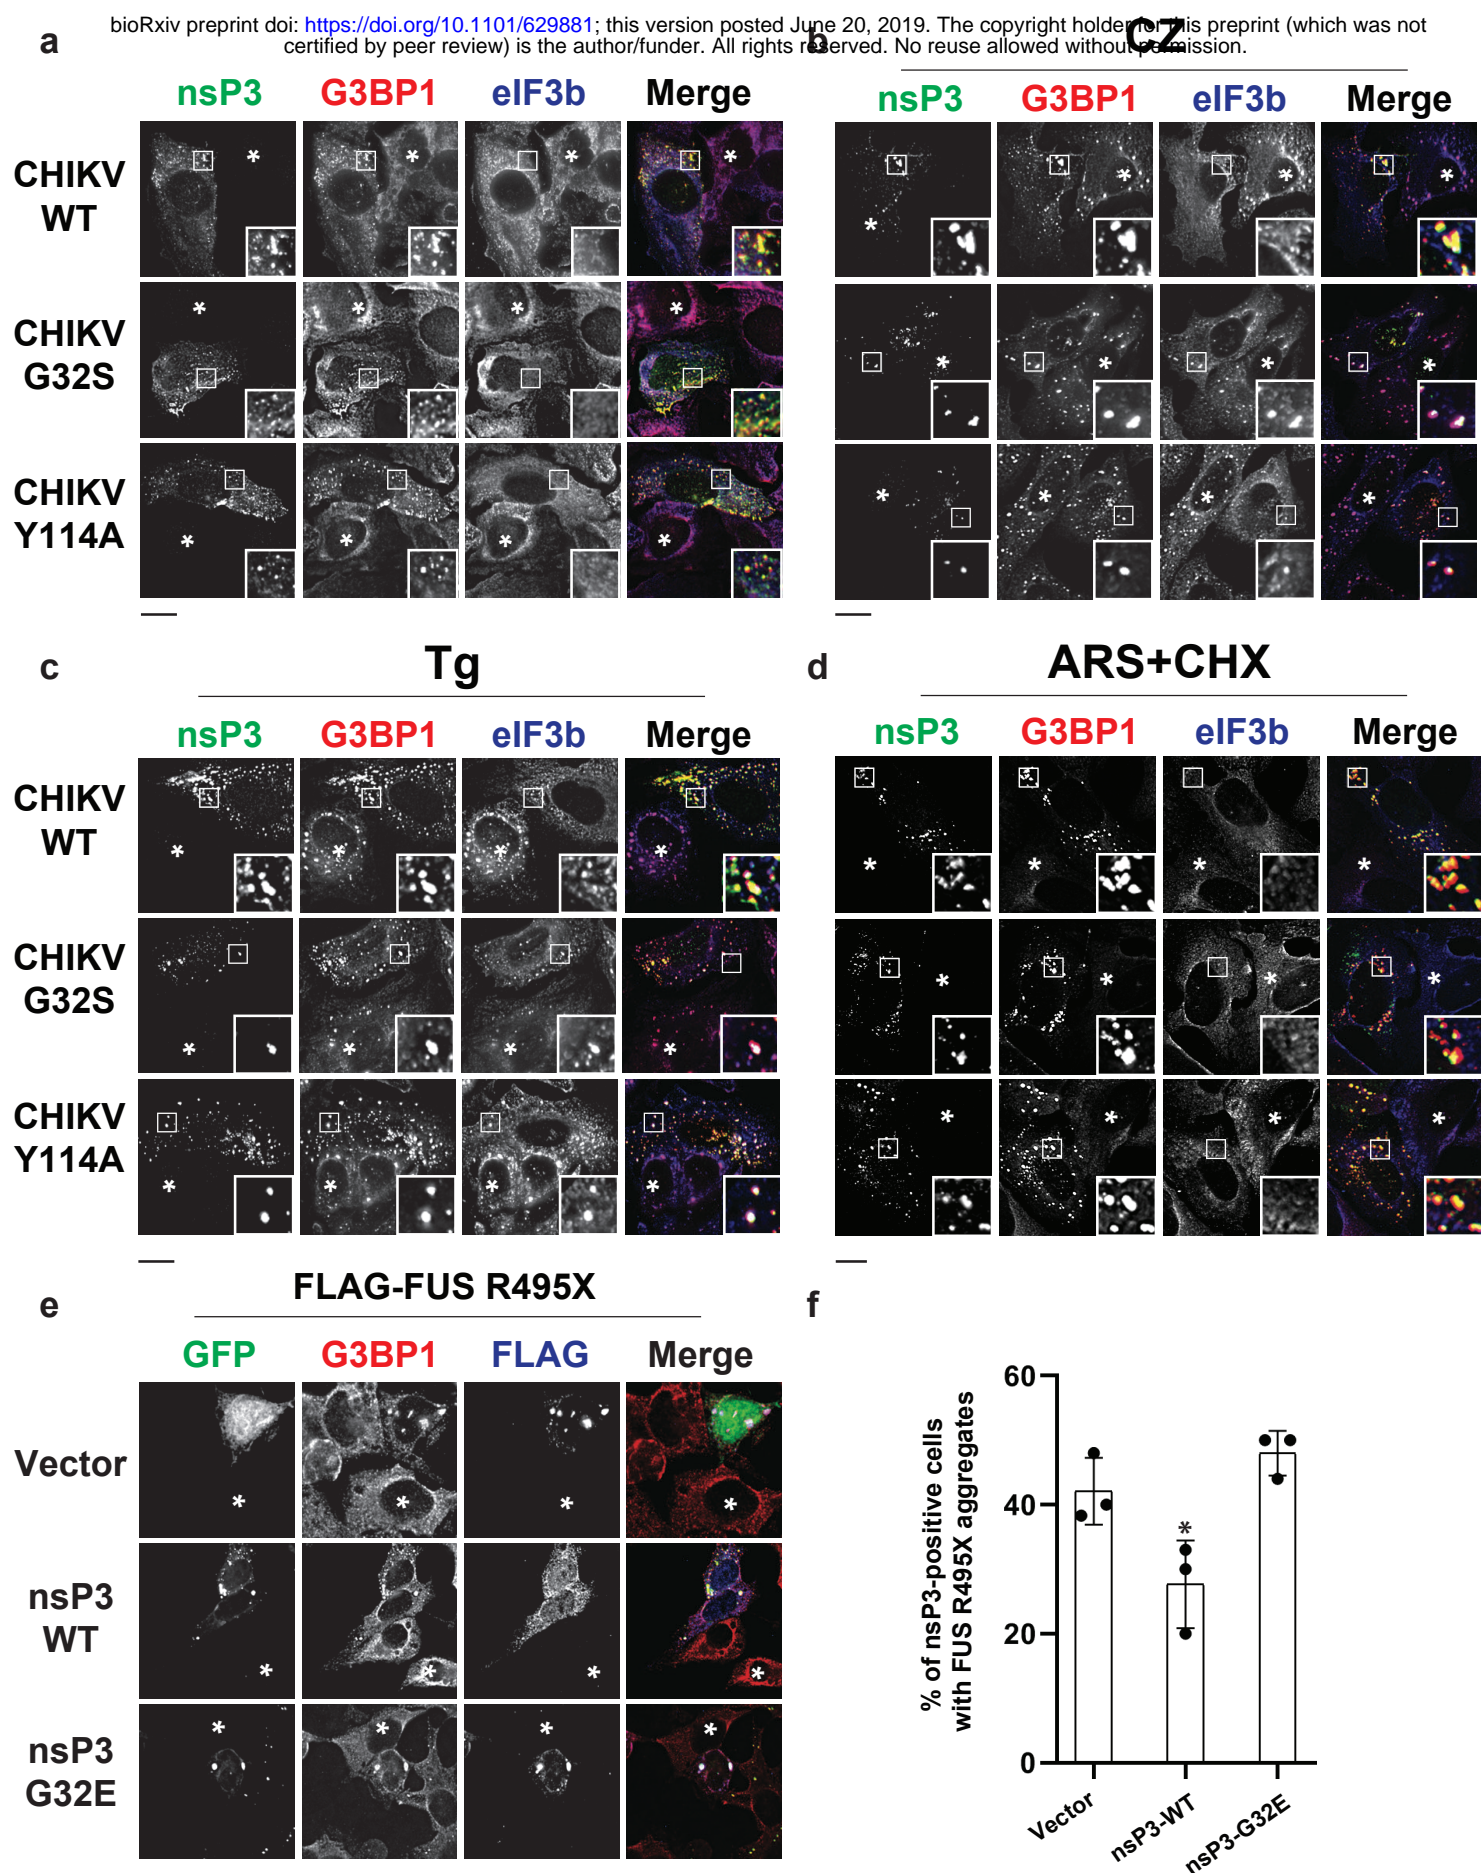 bioRxiv preprint doi: https://doi.org/10.1101/629881; this version posted June 20, 2019. The copyright holder for this preprint (which was not
certified by peer review) is the author/funder. All rights reserved. No reuse allowed without permission.
a
nsP3 G3BP1 eIF3b Merge
CHIKV
WT
* * * *
CHIKV
G32S
* * * *
CHIKV
Y114A
* * * *
b
CZ
nsP3 G3BP1 eIF3b Merge
* * * *
* * * *
* * * *
c
Tg
nsP3 G3BP1 eIF3b Merge
CHIKV
WT
* * * *
CHIKV
G32S
* * * *
CHIKV
Y114A
* * * *
d
ARS+CHX
nsP3 G3BP1 eIF3b Merge
* * * *
* * * *
* * * *
e
FLAG-FUS R495X
GFP G3BP1 FLAG Merge
Vector
* * * *
nsP3
WT
* * * *
nsP3
G32E
* * * *
f
% of nsP3-positive cells
with FUS R495X aggregates
60
40
20
0
*
Vector
nsP3-WT
nsP3-G32E